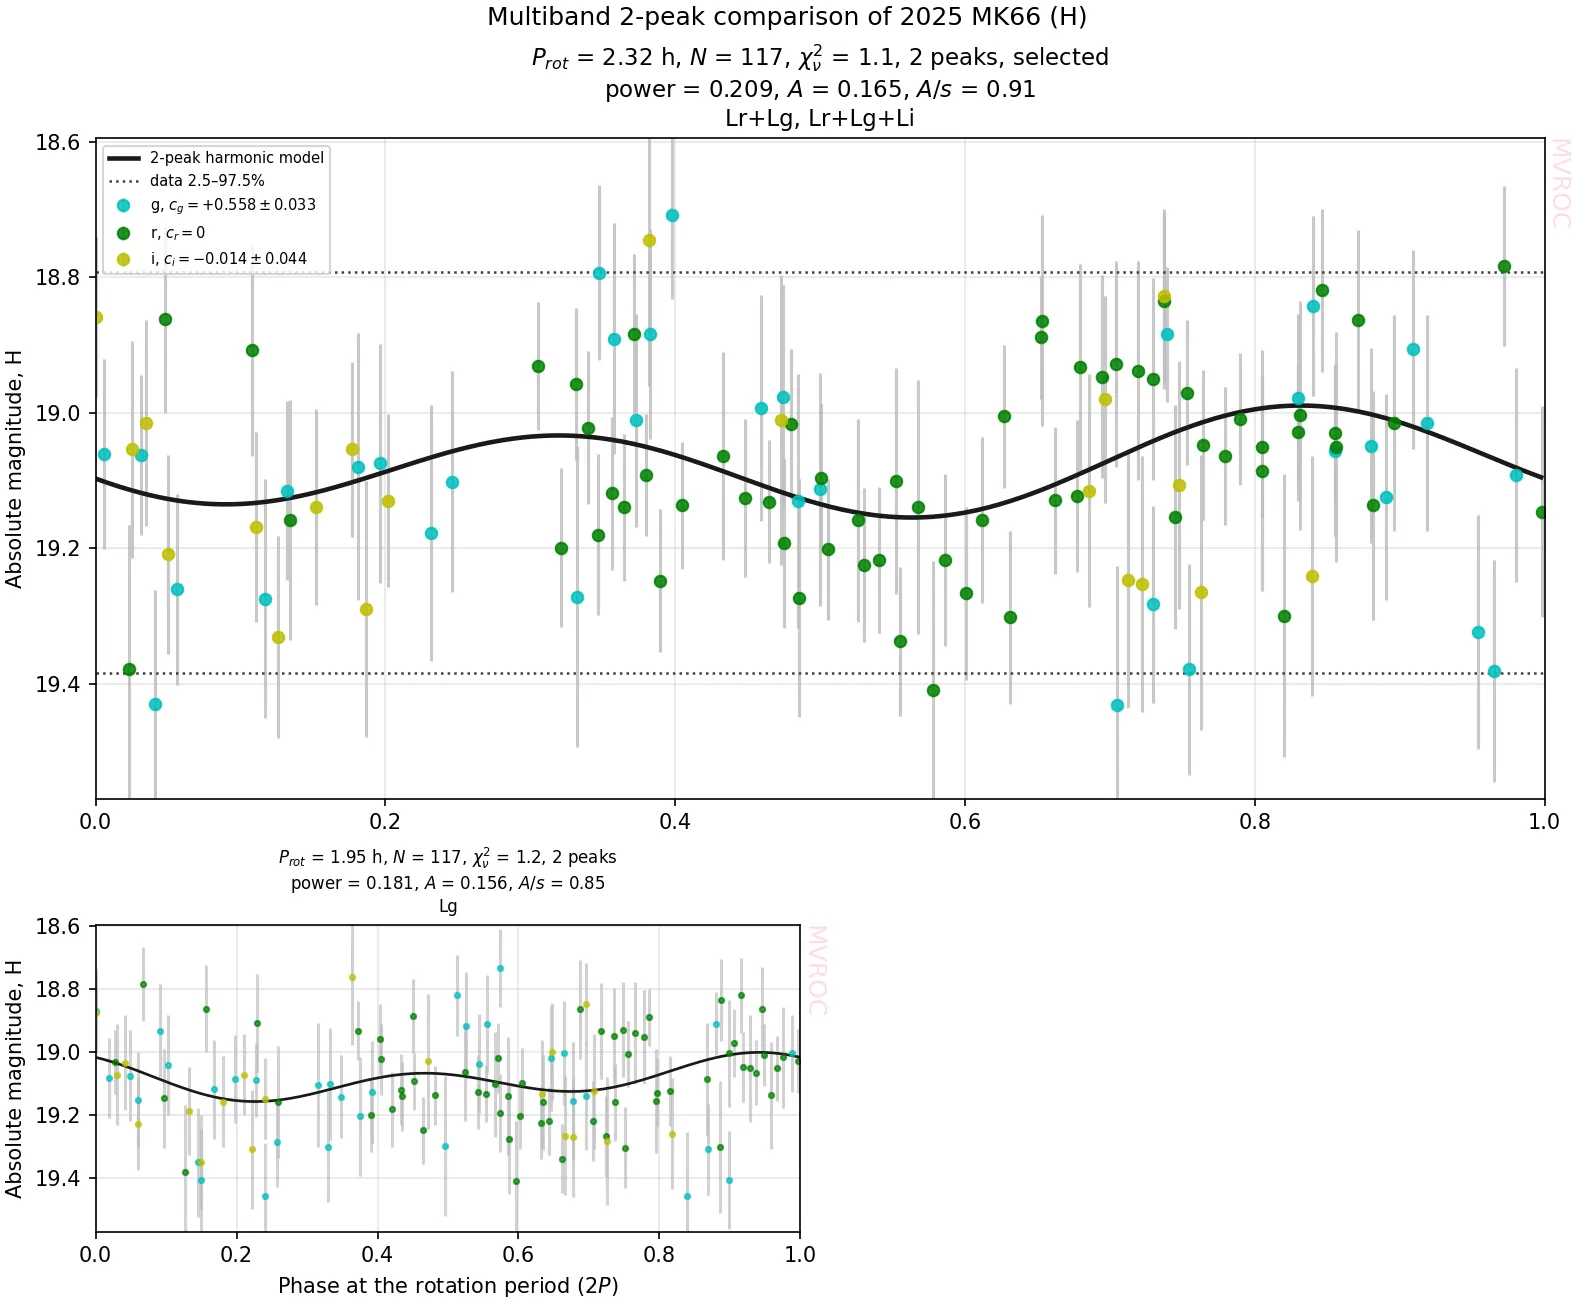 Multiband 2-peak comparison of 2025 MK66 (H)
P_rot = 2.32 h, N = 117, χ²_ν = 1.1, 2 peaks, selected
power = 0.209, A = 0.165, A/s = 0.91
Lr+Lg, Lr+Lg+Li
2-peak harmonic model
data 2.5–97.5%
g, c_g = +0.558 ± 0.033
r, c_r = 0
i, c_i = −0.014 ± 0.044
Absolute magnitude, H
18.6
18.8
19.0
19.2
19.4
0.0 0.2 0.4 0.6 0.8 1.0
MVROC
P_rot = 1.95 h, N = 117, χ²_ν = 1.2, 2 peaks
power = 0.181, A = 0.156, A/s = 0.85
Lg
Absolute magnitude, H
18.6
18.8
19.0
19.2
19.4
0.0 0.2 0.4 0.6 0.8 1.0
Phase at the rotation period (2P)
MVROC